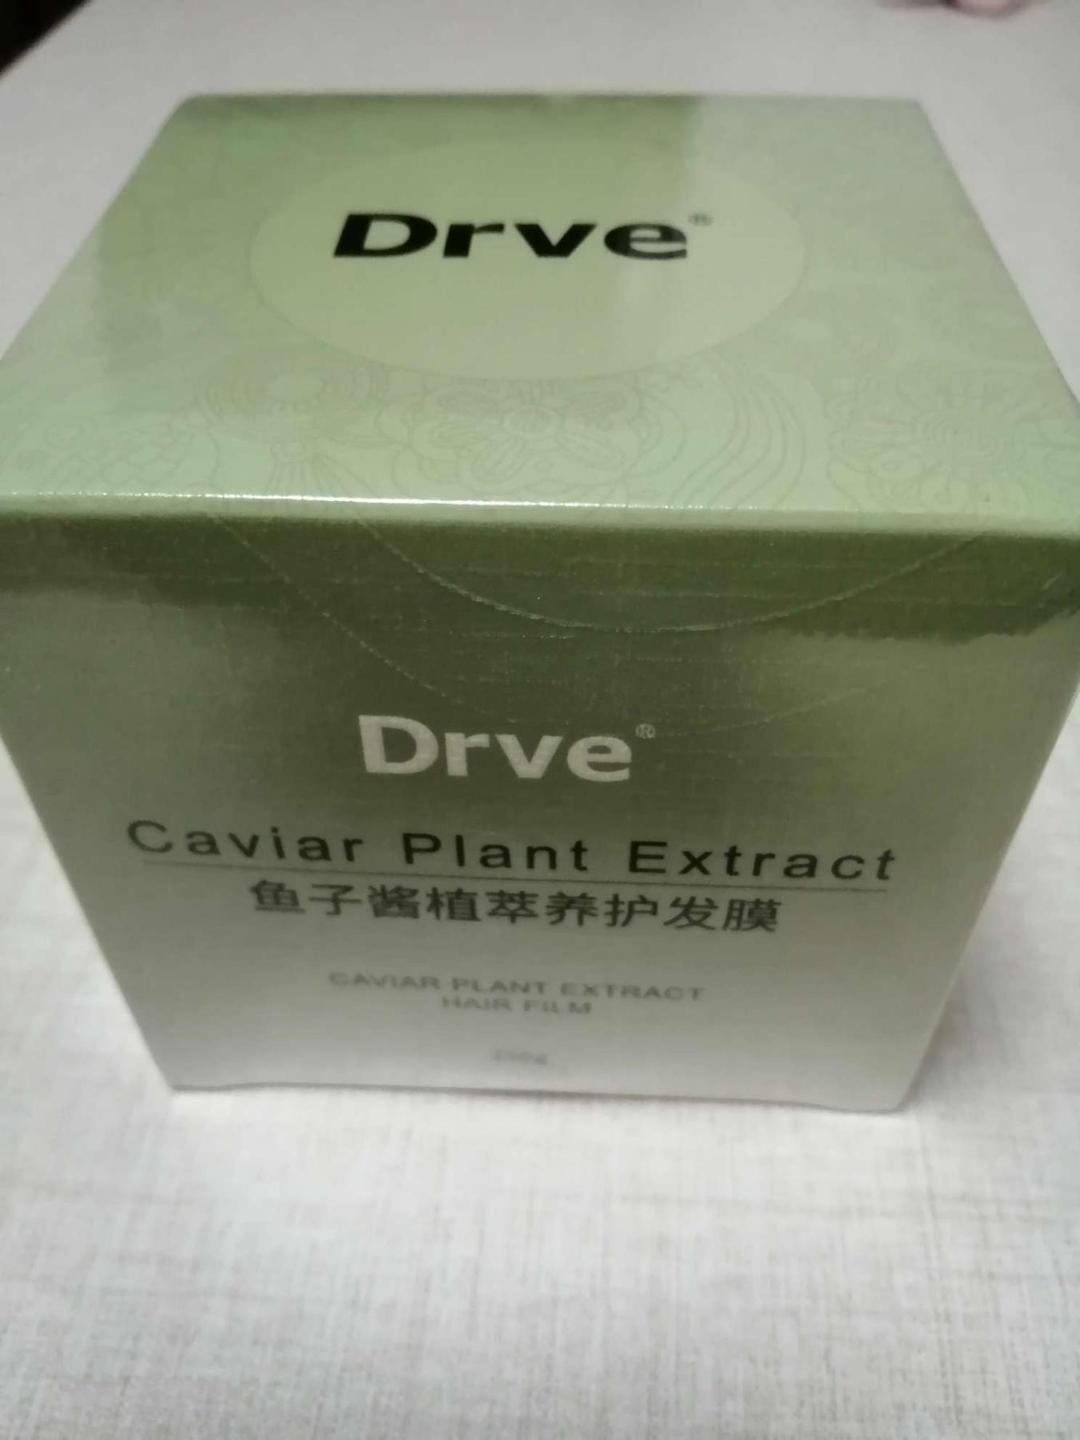 Drve®
Drve®
Caviar Plant Extract
鱼子酱植萃养护发膜
CAVIAR PLANT EXTRACT
HAIR FILM